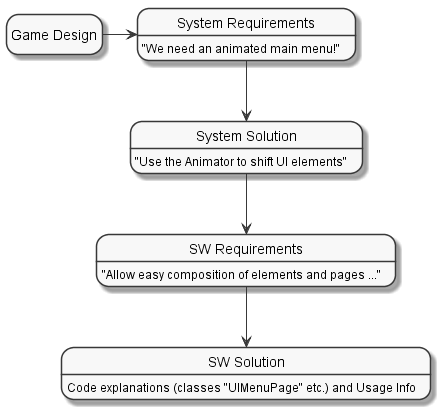 Game Design
System Requirements
"We need an animated main menu!"
System Solution
"Use the Animator to shift UI elements"
SW Requirements
"Allow easy composition of elements and pages ..."
SW Solution
Code explanations (classes "UIMenuPage" etc.) and Usage Info